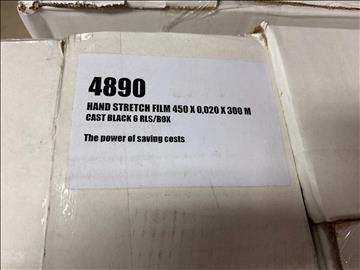 4890
HAND STRETCH FILM 450 X 0,020 X 300 M
CAST BLACK 6 RLS/BOX
The power of saving costs